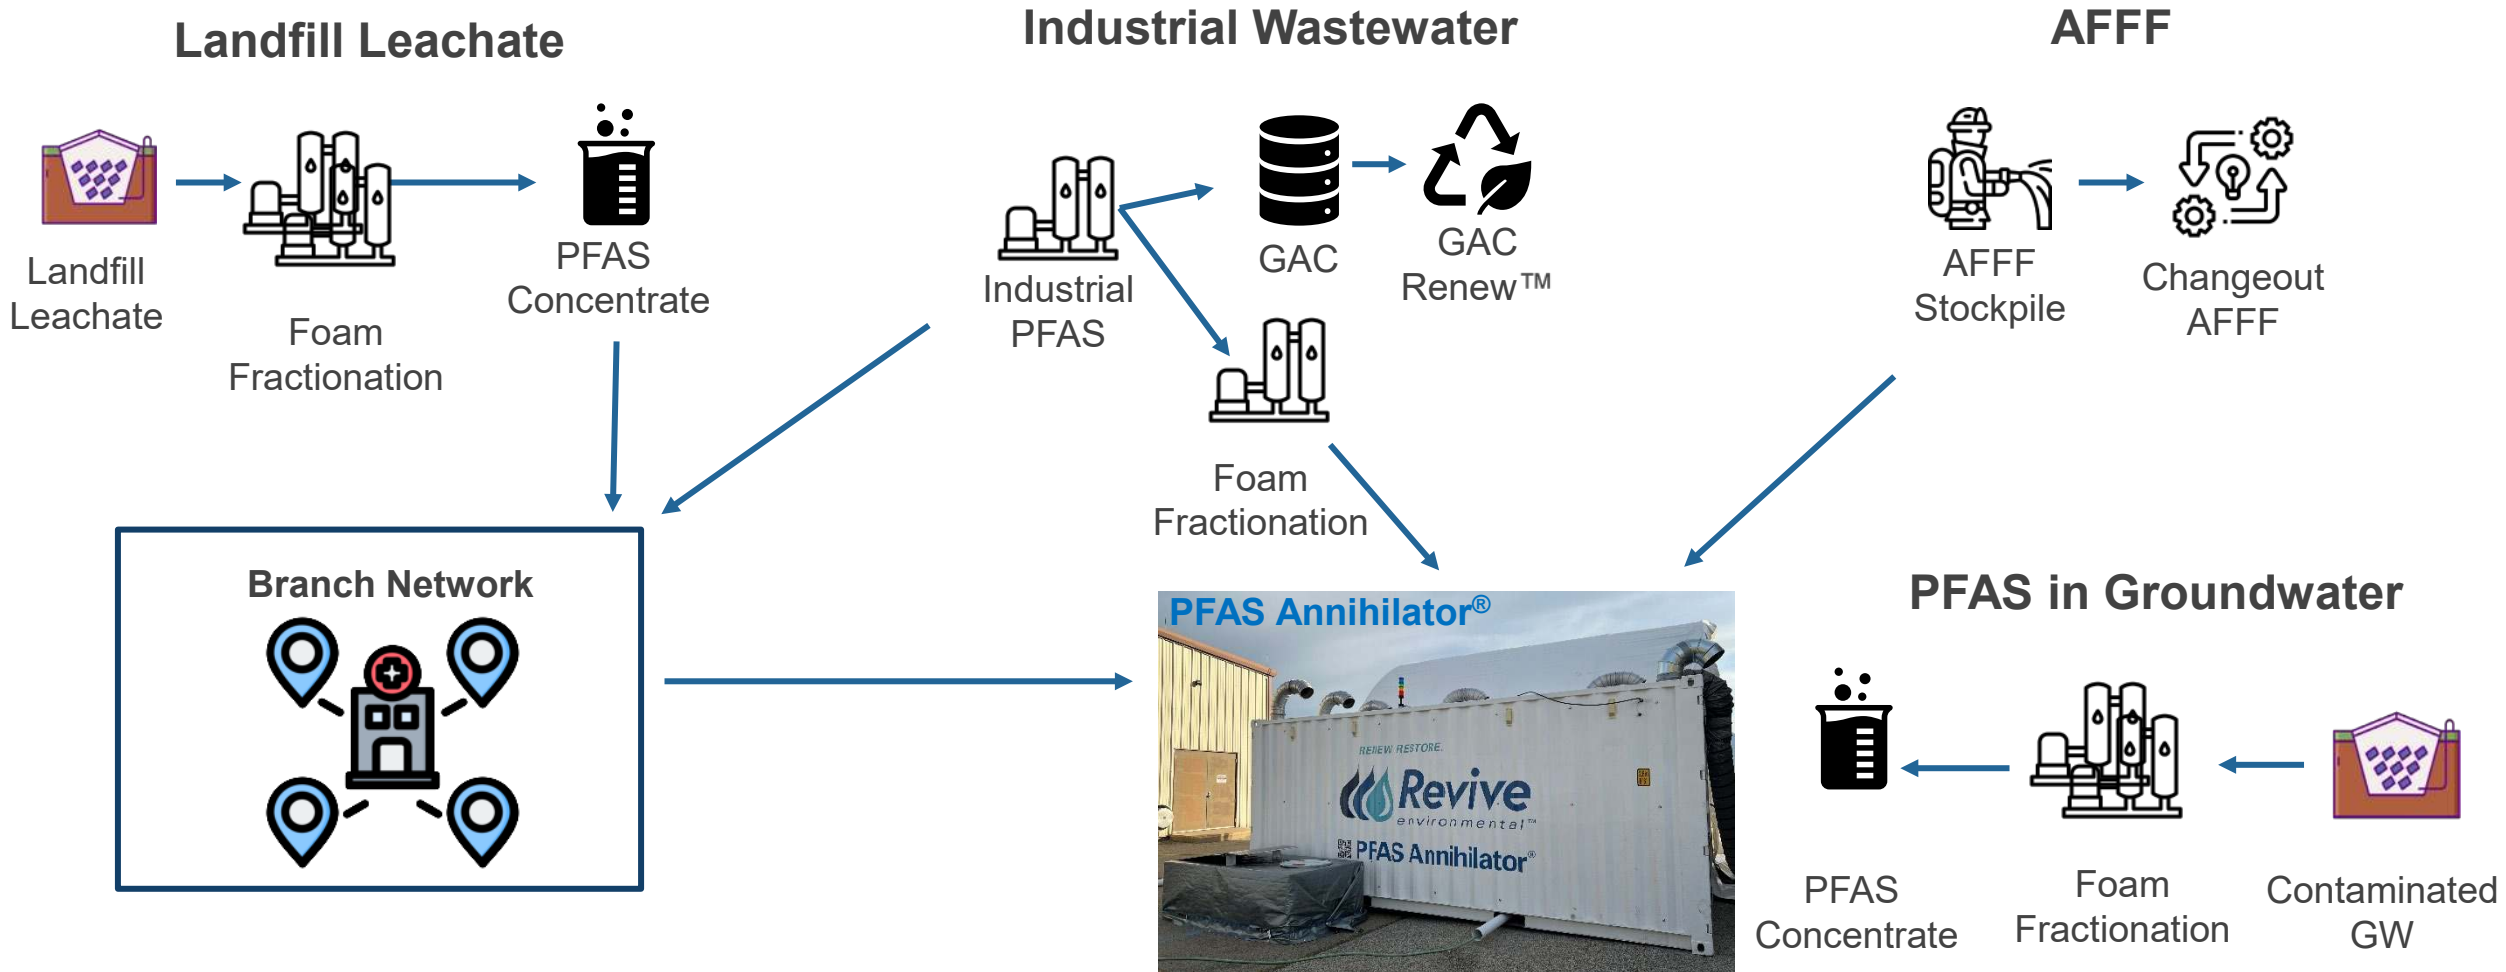 Landfill Leachate
Industrial Wastewater
AFFF
Landfill
Leachate
Foam
Fractionation
PFAS
Concentrate
Industrial
PFAS
GAC
GAC
Renew™
Foam
Fractionation
AFFF
Stockpile
Changeout
AFFF
Branch Network
PFAS Annihilator®
RENEW RESTORE.
Revive
environmental™
PFAS Annihilator®
PFAS in Groundwater
PFAS
Concentrate
Foam
Fractionation
Contaminated
GW